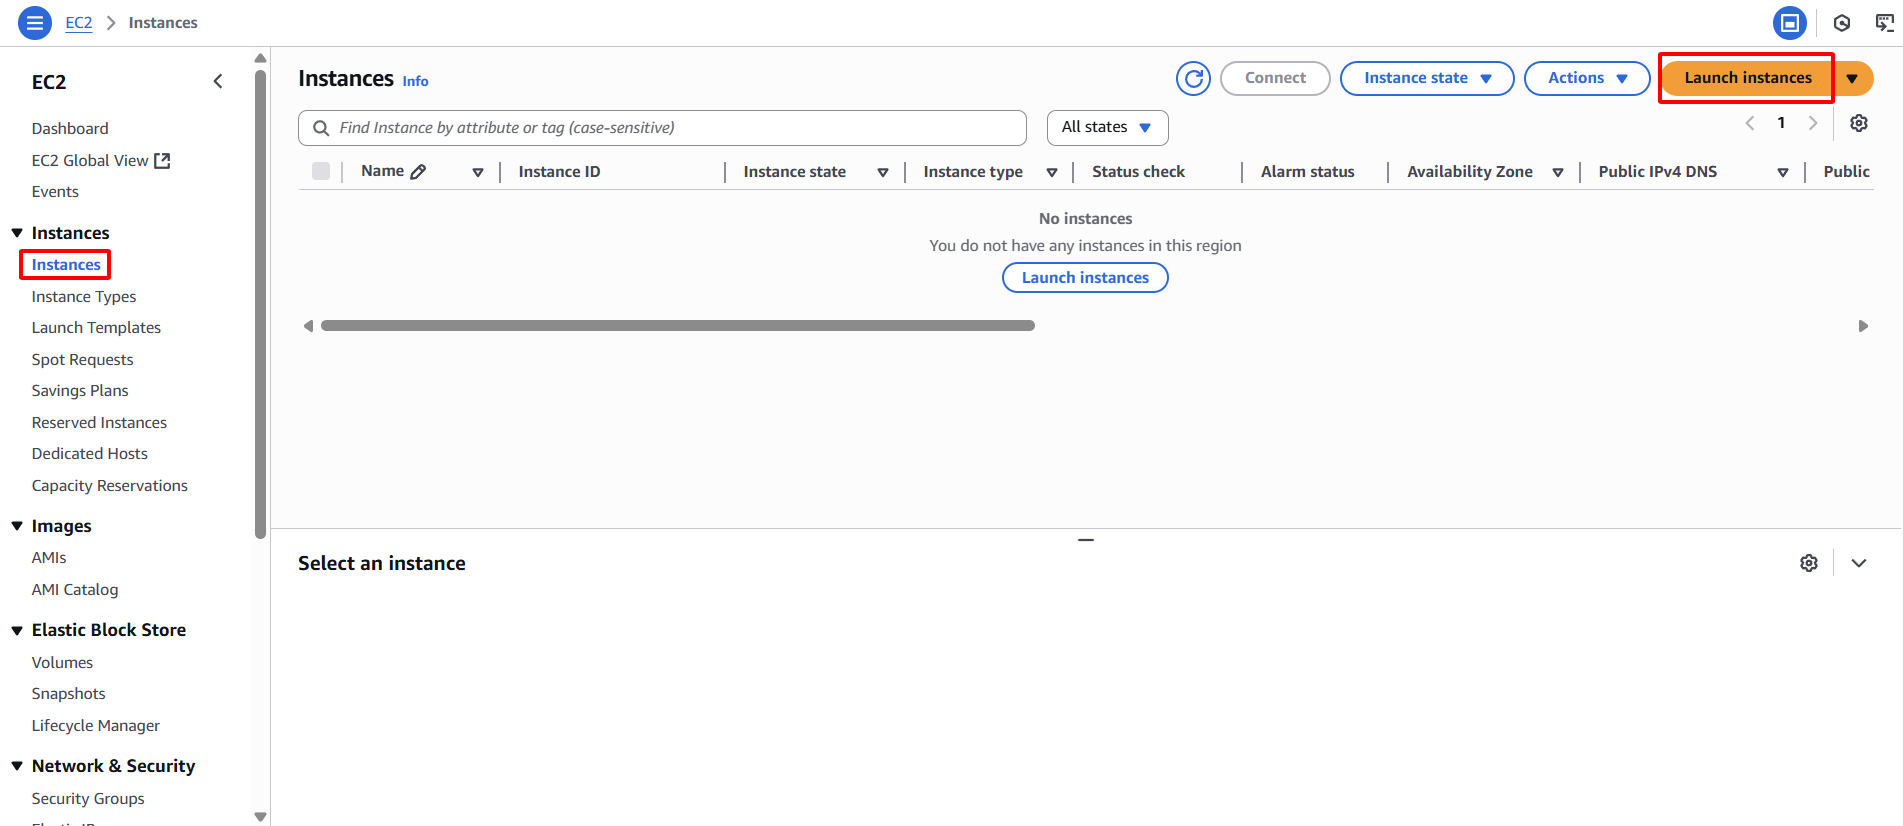 EC2 > Instances
EC2
Dashboard
EC2 Global View
Events
Instances
Instances
Instance Types
Launch Templates
Spot Requests
Savings Plans
Reserved Instances
Dedicated Hosts
Capacity Reservations
Images
AMIs
AMI Catalog
Elastic Block Store
Volumes
Snapshots
Lifecycle Manager
Network & Security
Security Groups
Instances Info
Connect
Instance state
Actions
Launch instances
Find Instance by attribute or tag (case-sensitive)
All states
1
Name
Instance ID
Instance state
Instance type
Status check
Alarm status
Availability Zone
Public IPv4 DNS
Public
No instances
You do not have any instances in this region
Launch instances
Select an instance